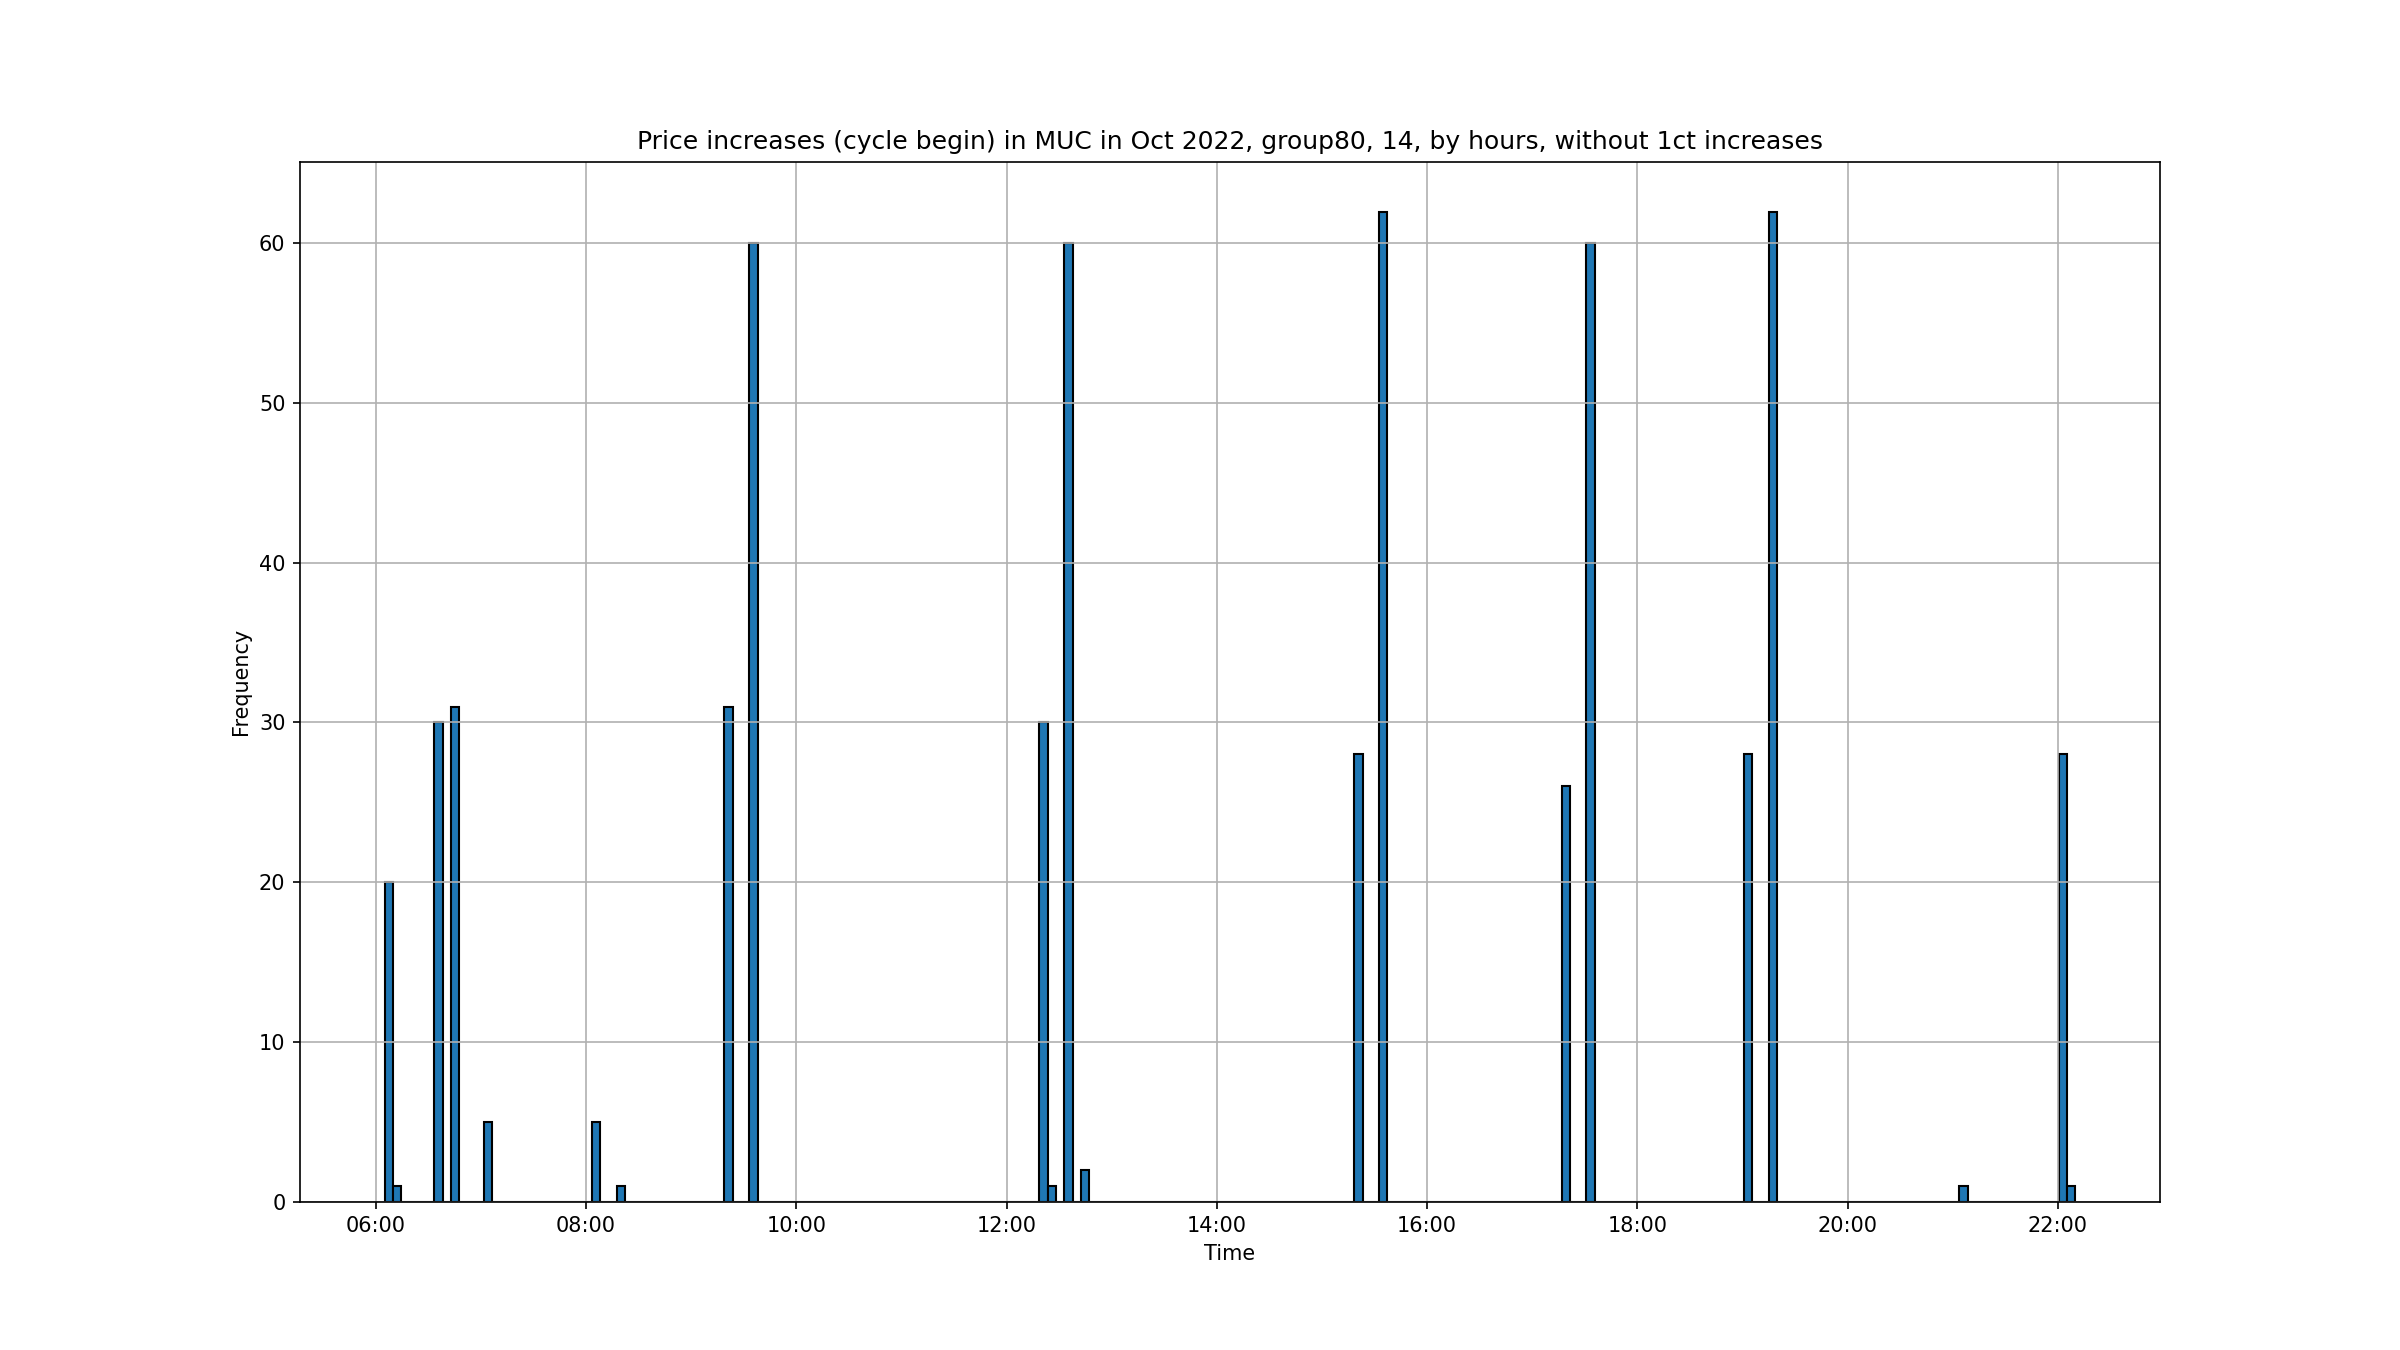 Price increases (cycle begin) in MUC in Oct 2022, group80, 14, by hours, without 1ct increases
60
50
40
30
20
10
0
Frequency
06:00 08:00 10:00 12:00 14:00 16:00 18:00 20:00 22:00
Time